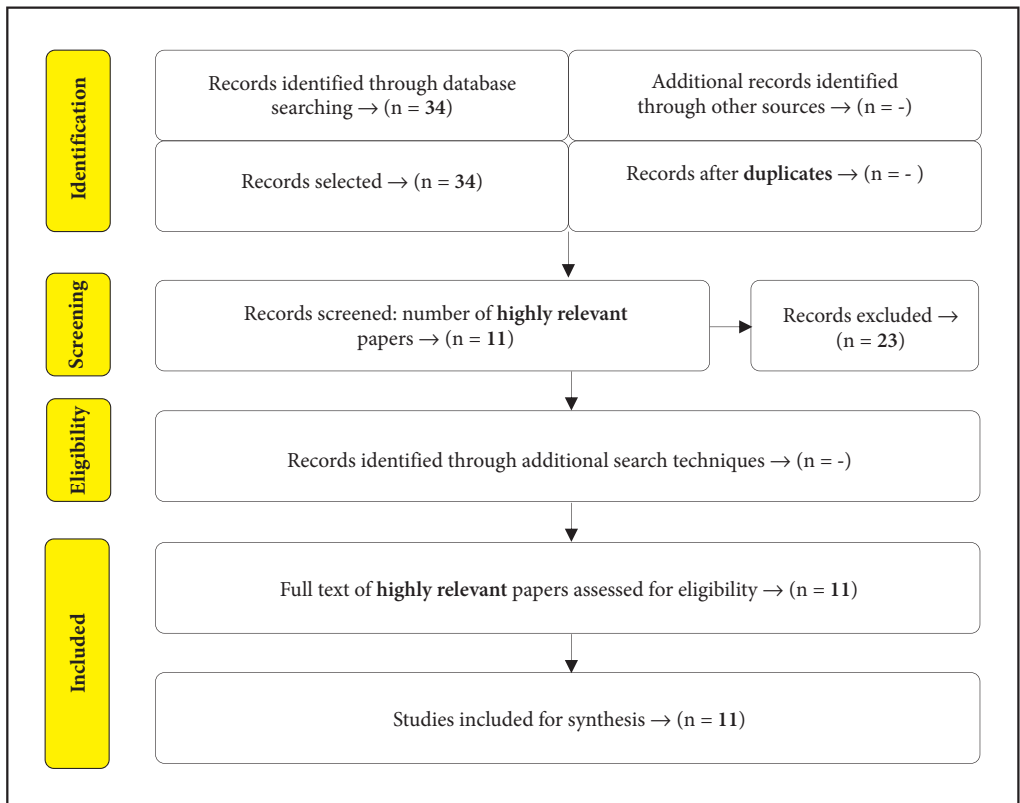 Identification
Records identified through database
searching → (n = 34)
Additional records identified
through other sources → (n = -)
Records selected → (n = 34)
Records after duplicates → (n = - )
Screening
Records screened: number of highly relevant
papers → (n = 11)
Records excluded →
(n = 23)
Eligibility
Records identified through additional search techniques → (n = -)
Included
Full text of highly relevant papers assessed for eligibility → (n = 11)
Studies included for synthesis → (n = 11)